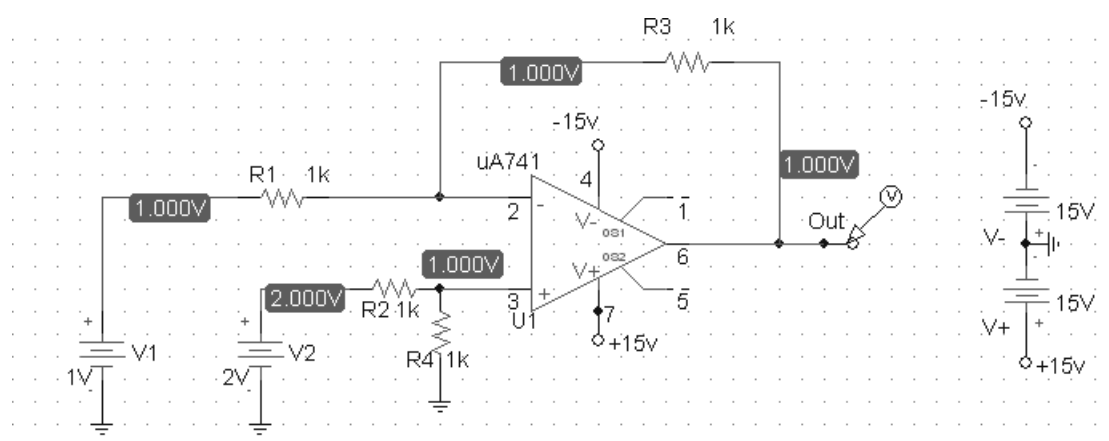 R3 1k
1.000V
-15v
-15v
uA741
4
1.000V
R1 1k
1.000V
2
-
V-
OS1
1
V
Out
15V
1.000V
6
V-
+
-
2.000V
R2 1k
3
+
V+
OS2
5
U1
7
+15v
15V
V+
+
+
V1
1V
-
+
V2
2V
-
R4 1k
+15v